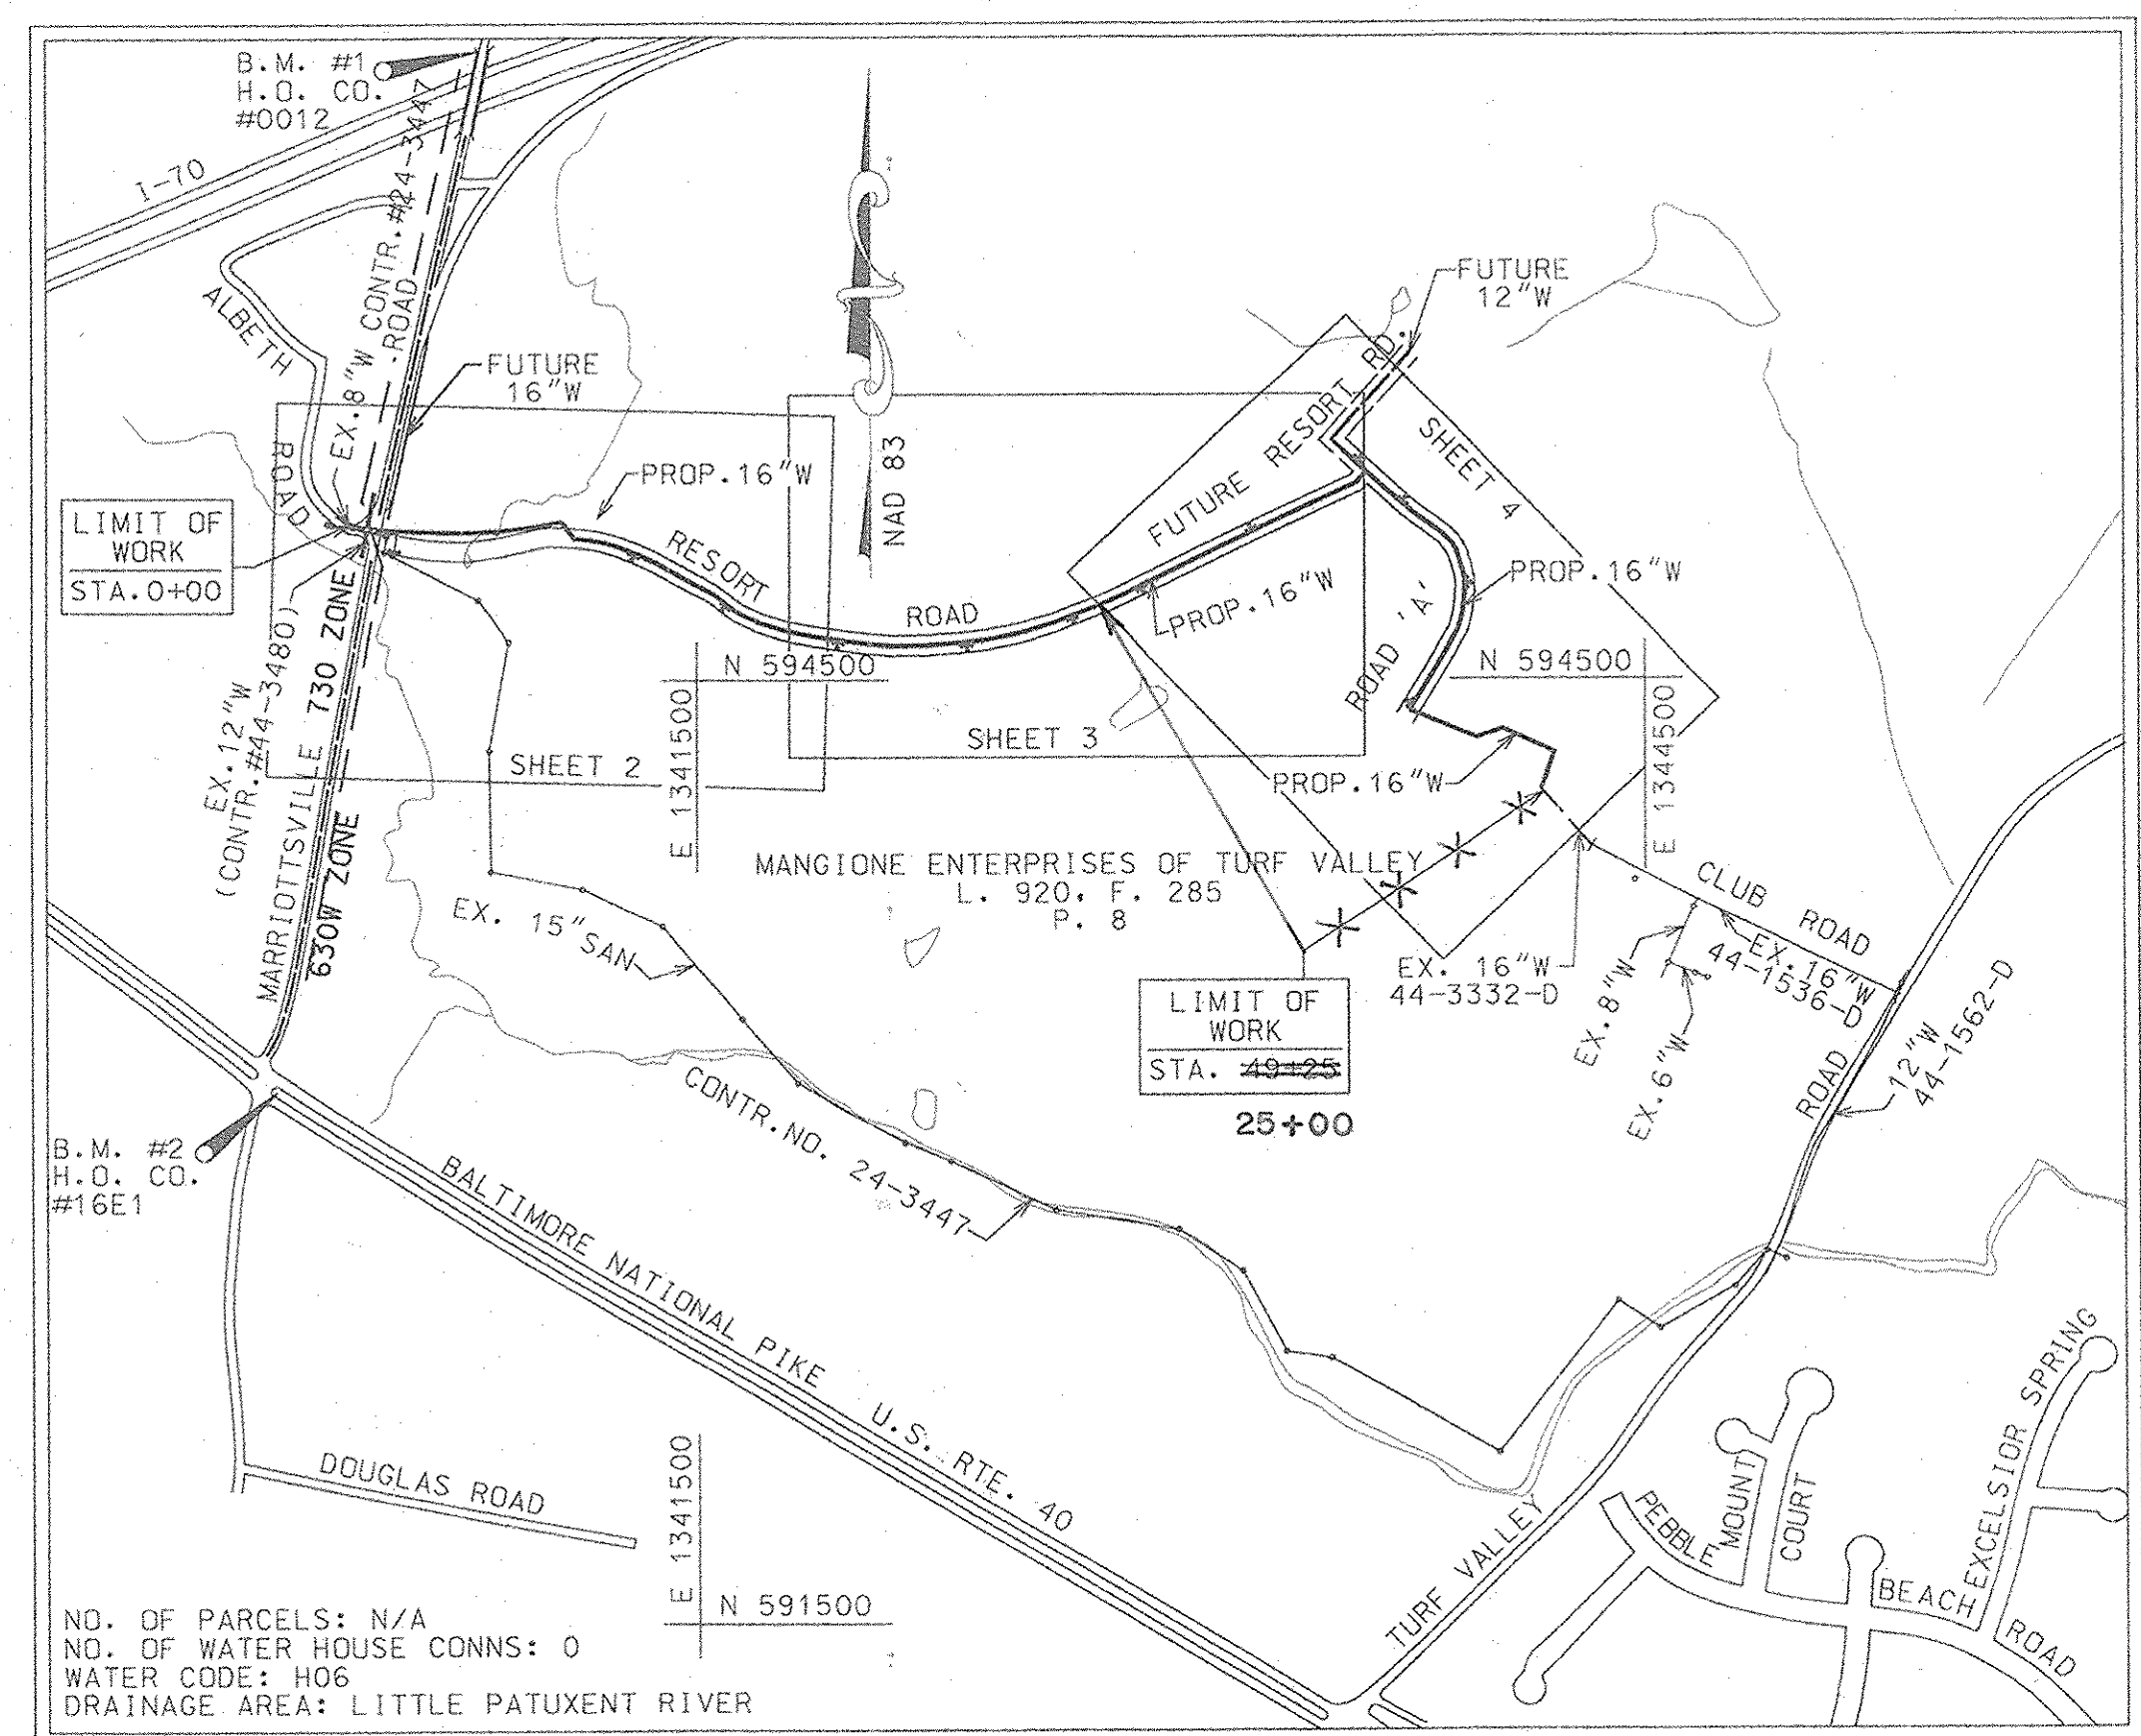 B.M. #1
H.O. CO.
#0012
I-70
ALBETH
ROAD
EX.8"W CONTR.#24-3447
ROAD
FUTURE
16"W
FUTURE
12"W
PROP.16"W
NAD 83
FUTURE RESORT RD.
SHEET 4
LIMIT OF
WORK
STA.0+00
RESORT
ROAD
PROP.16"W
PROP.16"W
ROAD 'A'
N 594500
E 1341500
N 594500
E 1344500
EX.12"W
(CONTR.#44-3480)
MARRIOTTSVILLE
730 ZONE
630W ZONE
SHEET 2
SHEET 3
PROP.16"W
MANGIONE ENTERPRISES OF TURF VALLEY
L. 920. F. 285
P. 8
EX. 15"SAN
CLUB ROAD
EX. 16"W
44-3332-D
EX.8"W
EX.6"W
EX.16"W
44-1536-D
12"W
44-1562-D
LIMIT OF
WORK
STA. 49+25
25+00
CONTR.NO. 24-3447
B.M. #2
H.O. CO.
#16E1
BALTIMORE NATIONAL PIKE U.S. RTE. 40
DOUGLAS ROAD
TURF VALLEY
ROAD
PEBBLE
BEACH
ROAD
MOUNT
COURT
EXCELSIOR SPRING
E 1341500
N 591500
NO. OF PARCELS: N/A
NO. OF WATER HOUSE CONNS: 0
WATER CODE: H06
DRAINAGE AREA: LITTLE PATUXENT RIVER